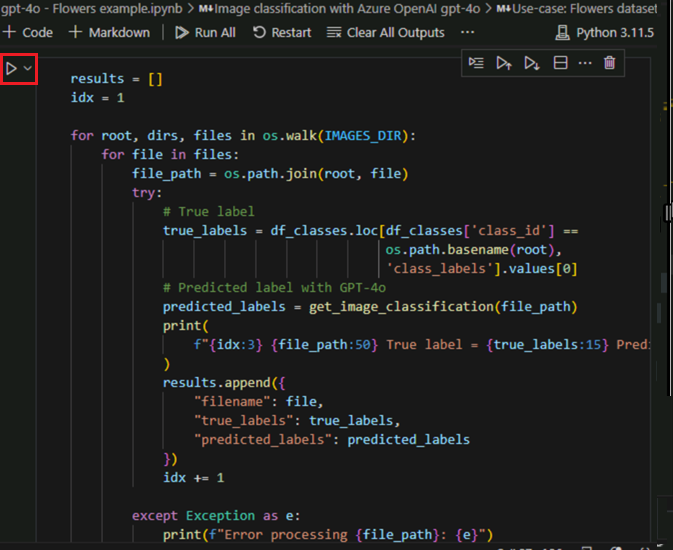 gpt-4o - Flowers example.ipynb > M↓Image classification with Azure OpenAI gpt-4o > M↓Use-case: Flowers dataset
+ Code + Markdown Run All Restart Clear All Outputs ... Python 3.11.5
results = []
idx = 1
for root, dirs, files in os.walk(IMAGES_DIR):
for file in files:
file_path = os.path.join(root, file)
try:
# True label
true_labels = df_classes.loc[df_classes['class_id'] ==
os.path.basename(root),
'class_labels'].values[0]
# Predicted label with GPT-4o
predicted_labels = get_image_classification(file_path)
print(
f"{idx:3} {file_path:50} True label = {true_labels:15} Predi
)
results.append({
"filename": file,
"true_labels": true_labels,
"predicted_labels": predicted_labels
})
idx += 1
except Exception as e:
print(f"Error processing {file_path}: {e}")